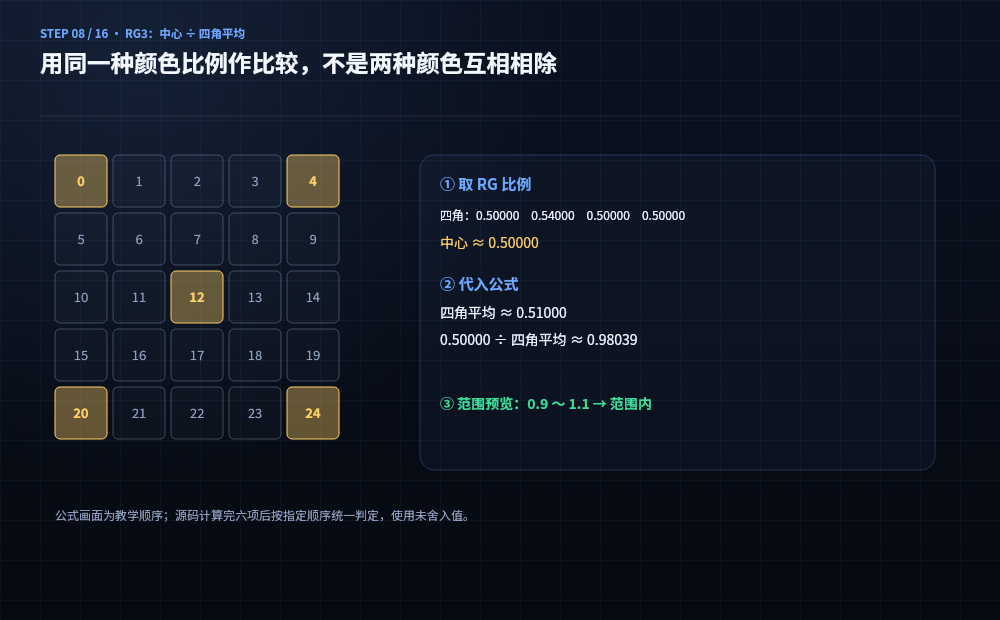 STEP 08 / 16 · RG3：中心 ÷ 四角平均
用同一种颜色比例作比较，不是两种颜色互相相除
0 1 2 3 4
5 6 7 8 9
10 11 12 13 14
15 16 17 18 19
20 21 22 23 24
① 取 RG 比例
四角：0.50000 0.54000 0.50000 0.50000
中心 ≈ 0.50000
② 代入公式
四角平均 ≈ 0.51000
0.50000 ÷ 四角平均 ≈ 0.98039
③ 范围预览：0.9 ～ 1.1 → 范围内
公式画面为教学顺序；源码计算完六项后按指定顺序统一判定，使用未舍入值。